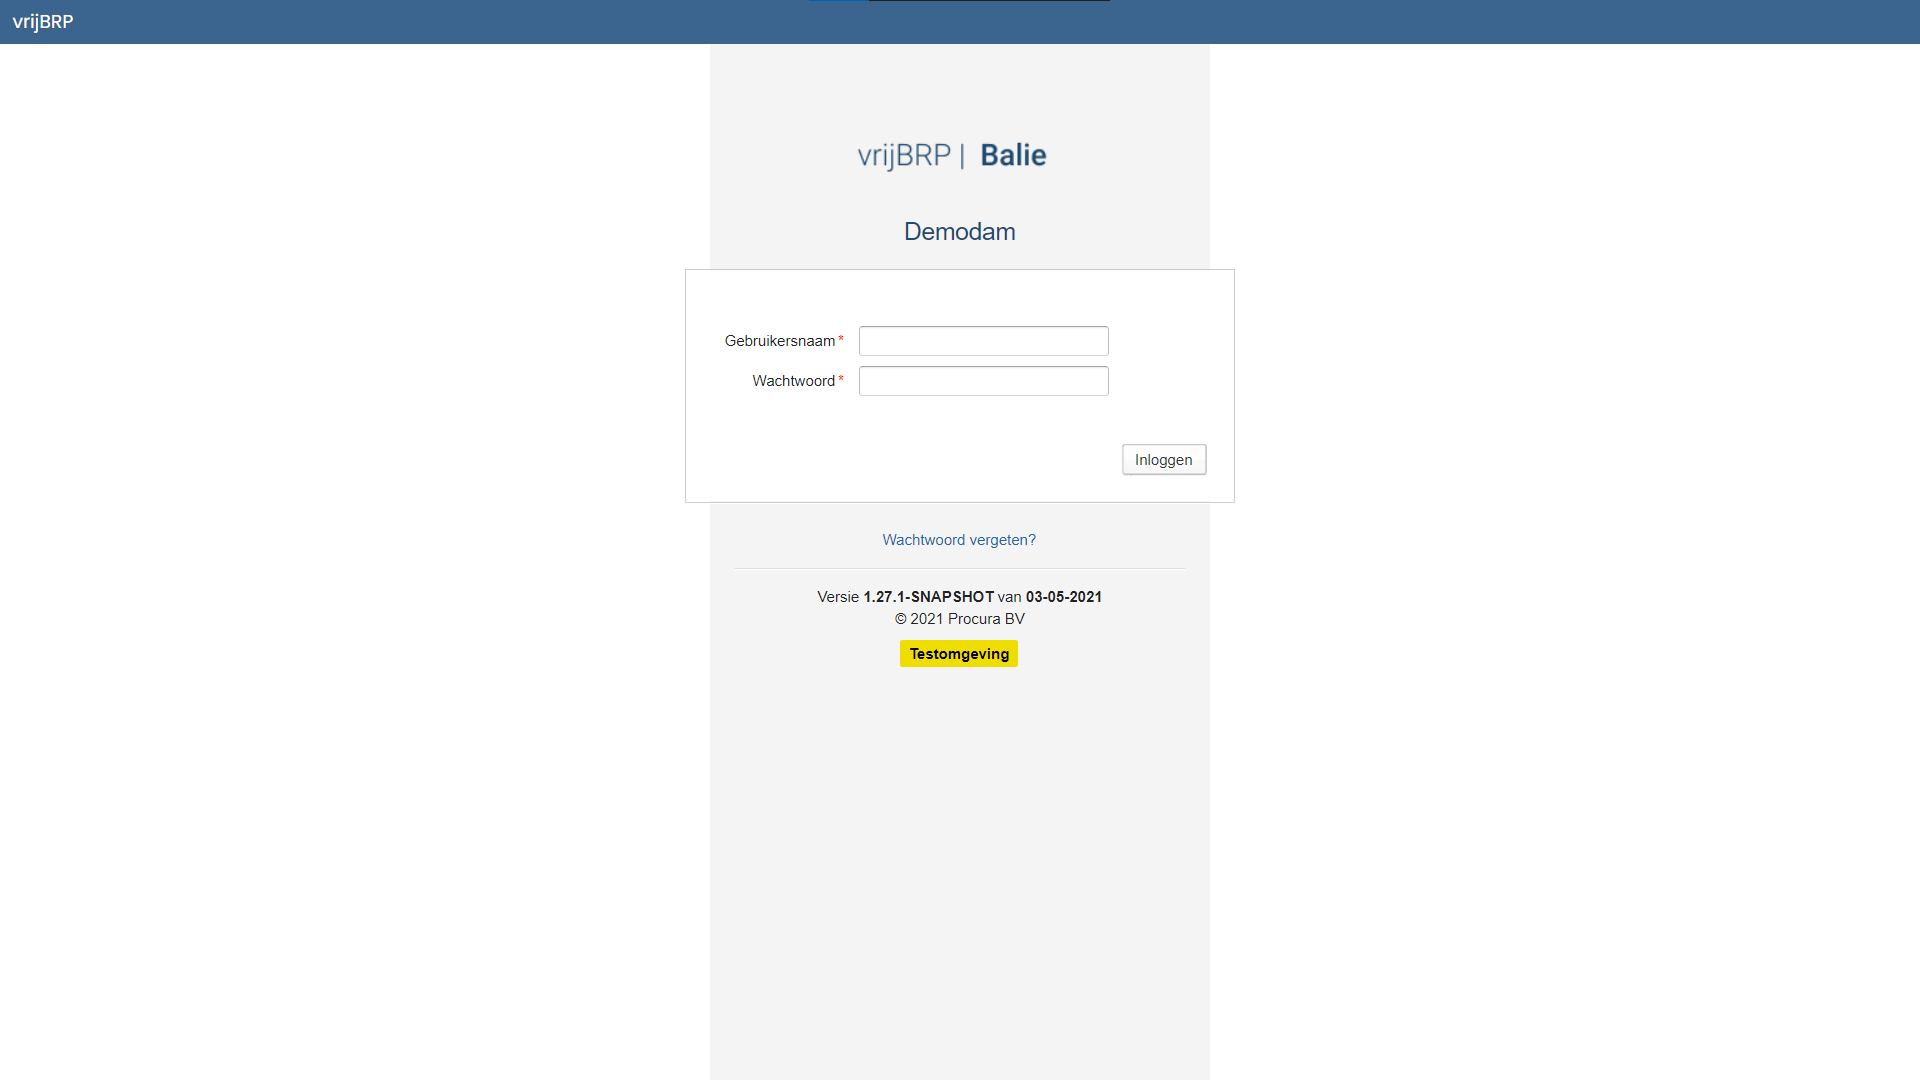 vrijBRP
vrijBRP | Balie
Demodam
Gebruikersnaam *
Wachtwoord *
Inloggen
Wachtwoord vergeten?
Versie 1.27.1-SNAPSHOT van 03-05-2021
© 2021 Procura BV
Testomgeving